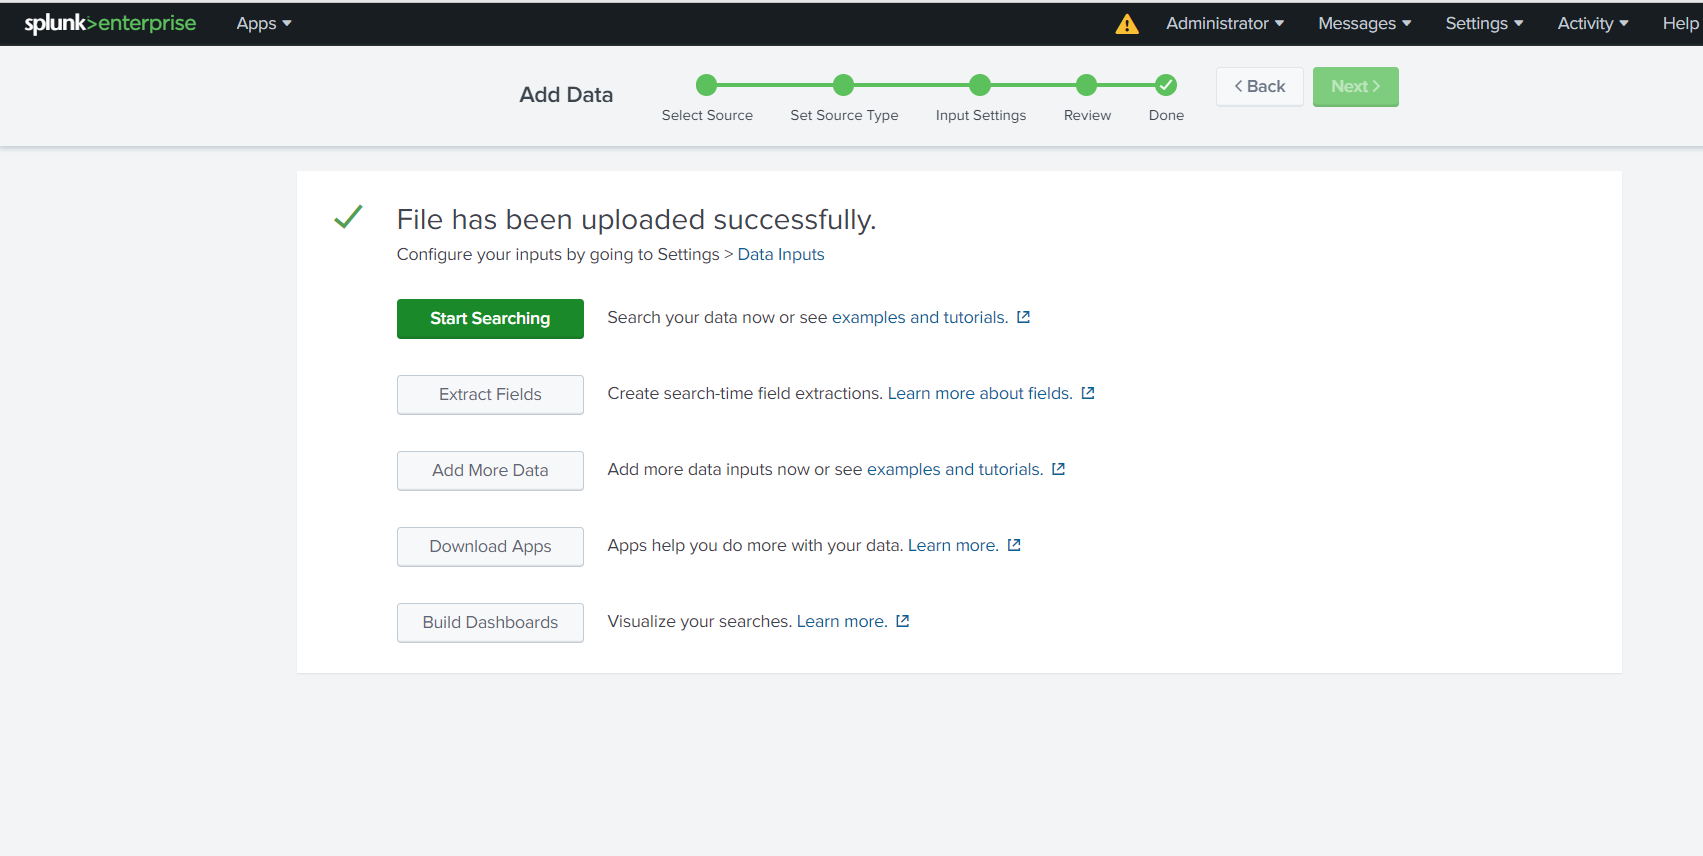 splunk>enterprise Apps Administrator Messages Settings Activity Help
Add Data
Select Source Set Source Type Input Settings Review Done
< Back Next >
File has been uploaded successfully.
Configure your inputs by going to Settings > Data Inputs
Start Searching Search your data now or see examples and tutorials.
Extract Fields Create search-time field extractions. Learn more about fields.
Add More Data Add more data inputs now or see examples and tutorials.
Download Apps Apps help you do more with your data. Learn more.
Build Dashboards Visualize your searches. Learn more.